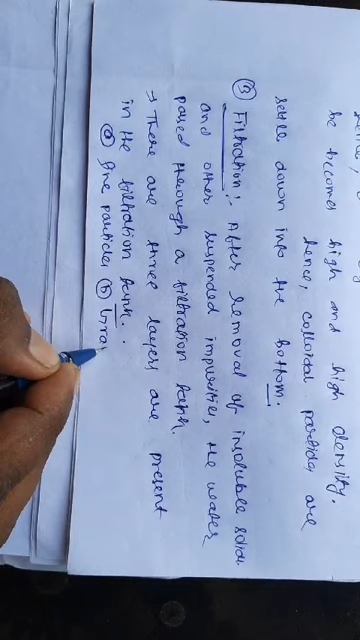 be becomes high and high density.
hence, colloidal particles are
settle down into the bottom.
③ Filtration:- After removal of insoluble solid
and other suspended impurities, the water
passed through a filtration tank.
→ There are three layers are present
in the filtration tank.
ⓐ fine particles ⓑ Gra